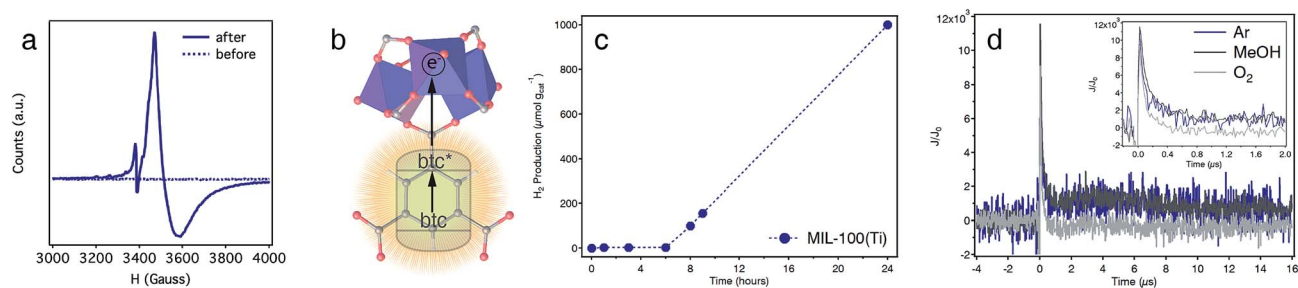 a
after
before
Counts (a.u.)
3000 3200 3400 3600 3800 4000
H (Gauss)
b
e-
btc*
btc
c
H₂ Production (µmol gcat⁻¹)
1000
800
600
400
200
0
MIL-100(Ti)
0 4 8 12 16 20 24
Time (hours)
d
12x10³
10
8
6
4
2
0
-2
J/J₀
-4 -2 0 2 4 6 8 10 12 14 16
Time (µs)
12x10³
10
8
6
4
2
0
-2
J/J₀
Ar
MeOH
O₂
0.0 0.4 0.8 1.2 1.6 2.0
Time (µs)